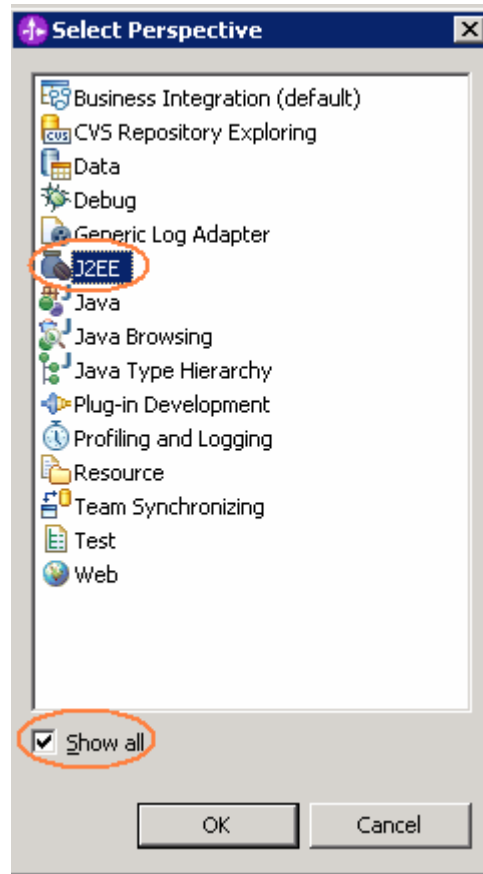 Select Perspective
Business Integration (default)
CVS CVS Repository Exploring
Data
Debug
Generic Log Adapter
J2EE
Java
Java Browsing
Java Type Hierarchy
Plug-in Development
Profiling and Logging
Resource
Team Synchronizing
Test
Web
Show all
OK Cancel